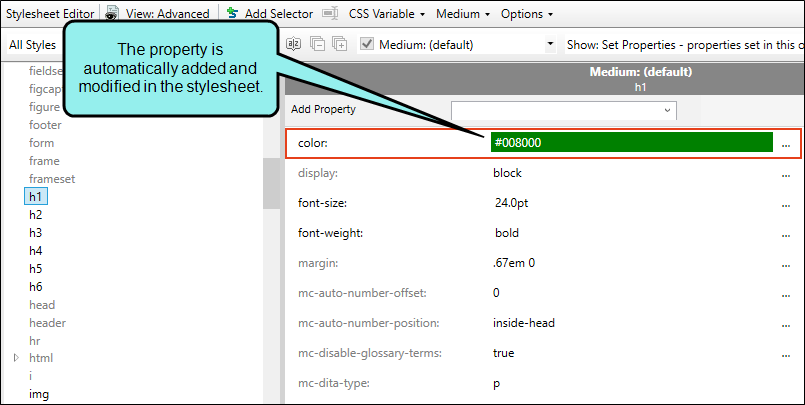 Stylesheet Editor View: Advanced Add Selector CSS Variable Medium Options
All Styles Medium: (default) Show: Set Properties - properties set in this o
The property is
automatically added and
modified in the stylesheet.
fieldse
figcap
figure
footer
form
frame
frameset
h1
h2
h3
h4
h5
h6
head
header
hr
html
i
img
Medium: (default)
h1
Add Property
color: #008000 ...
display: block ...
font-size: 24.0pt ...
font-weight: bold ...
margin: .67em 0 ...
mc-auto-number-offset: 0 ...
mc-auto-number-position: inside-head ...
mc-disable-glossary-terms: true ...
mc-dita-type: p